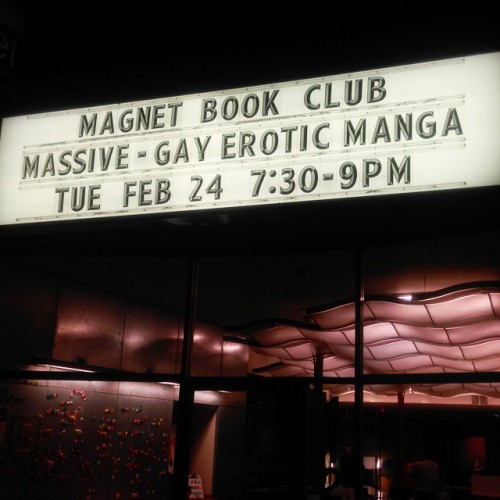 MAGNET BOOK CLUB
MASSIVE - GAY EROTIC MANGA
TUE FEB 24 7:30-9PM